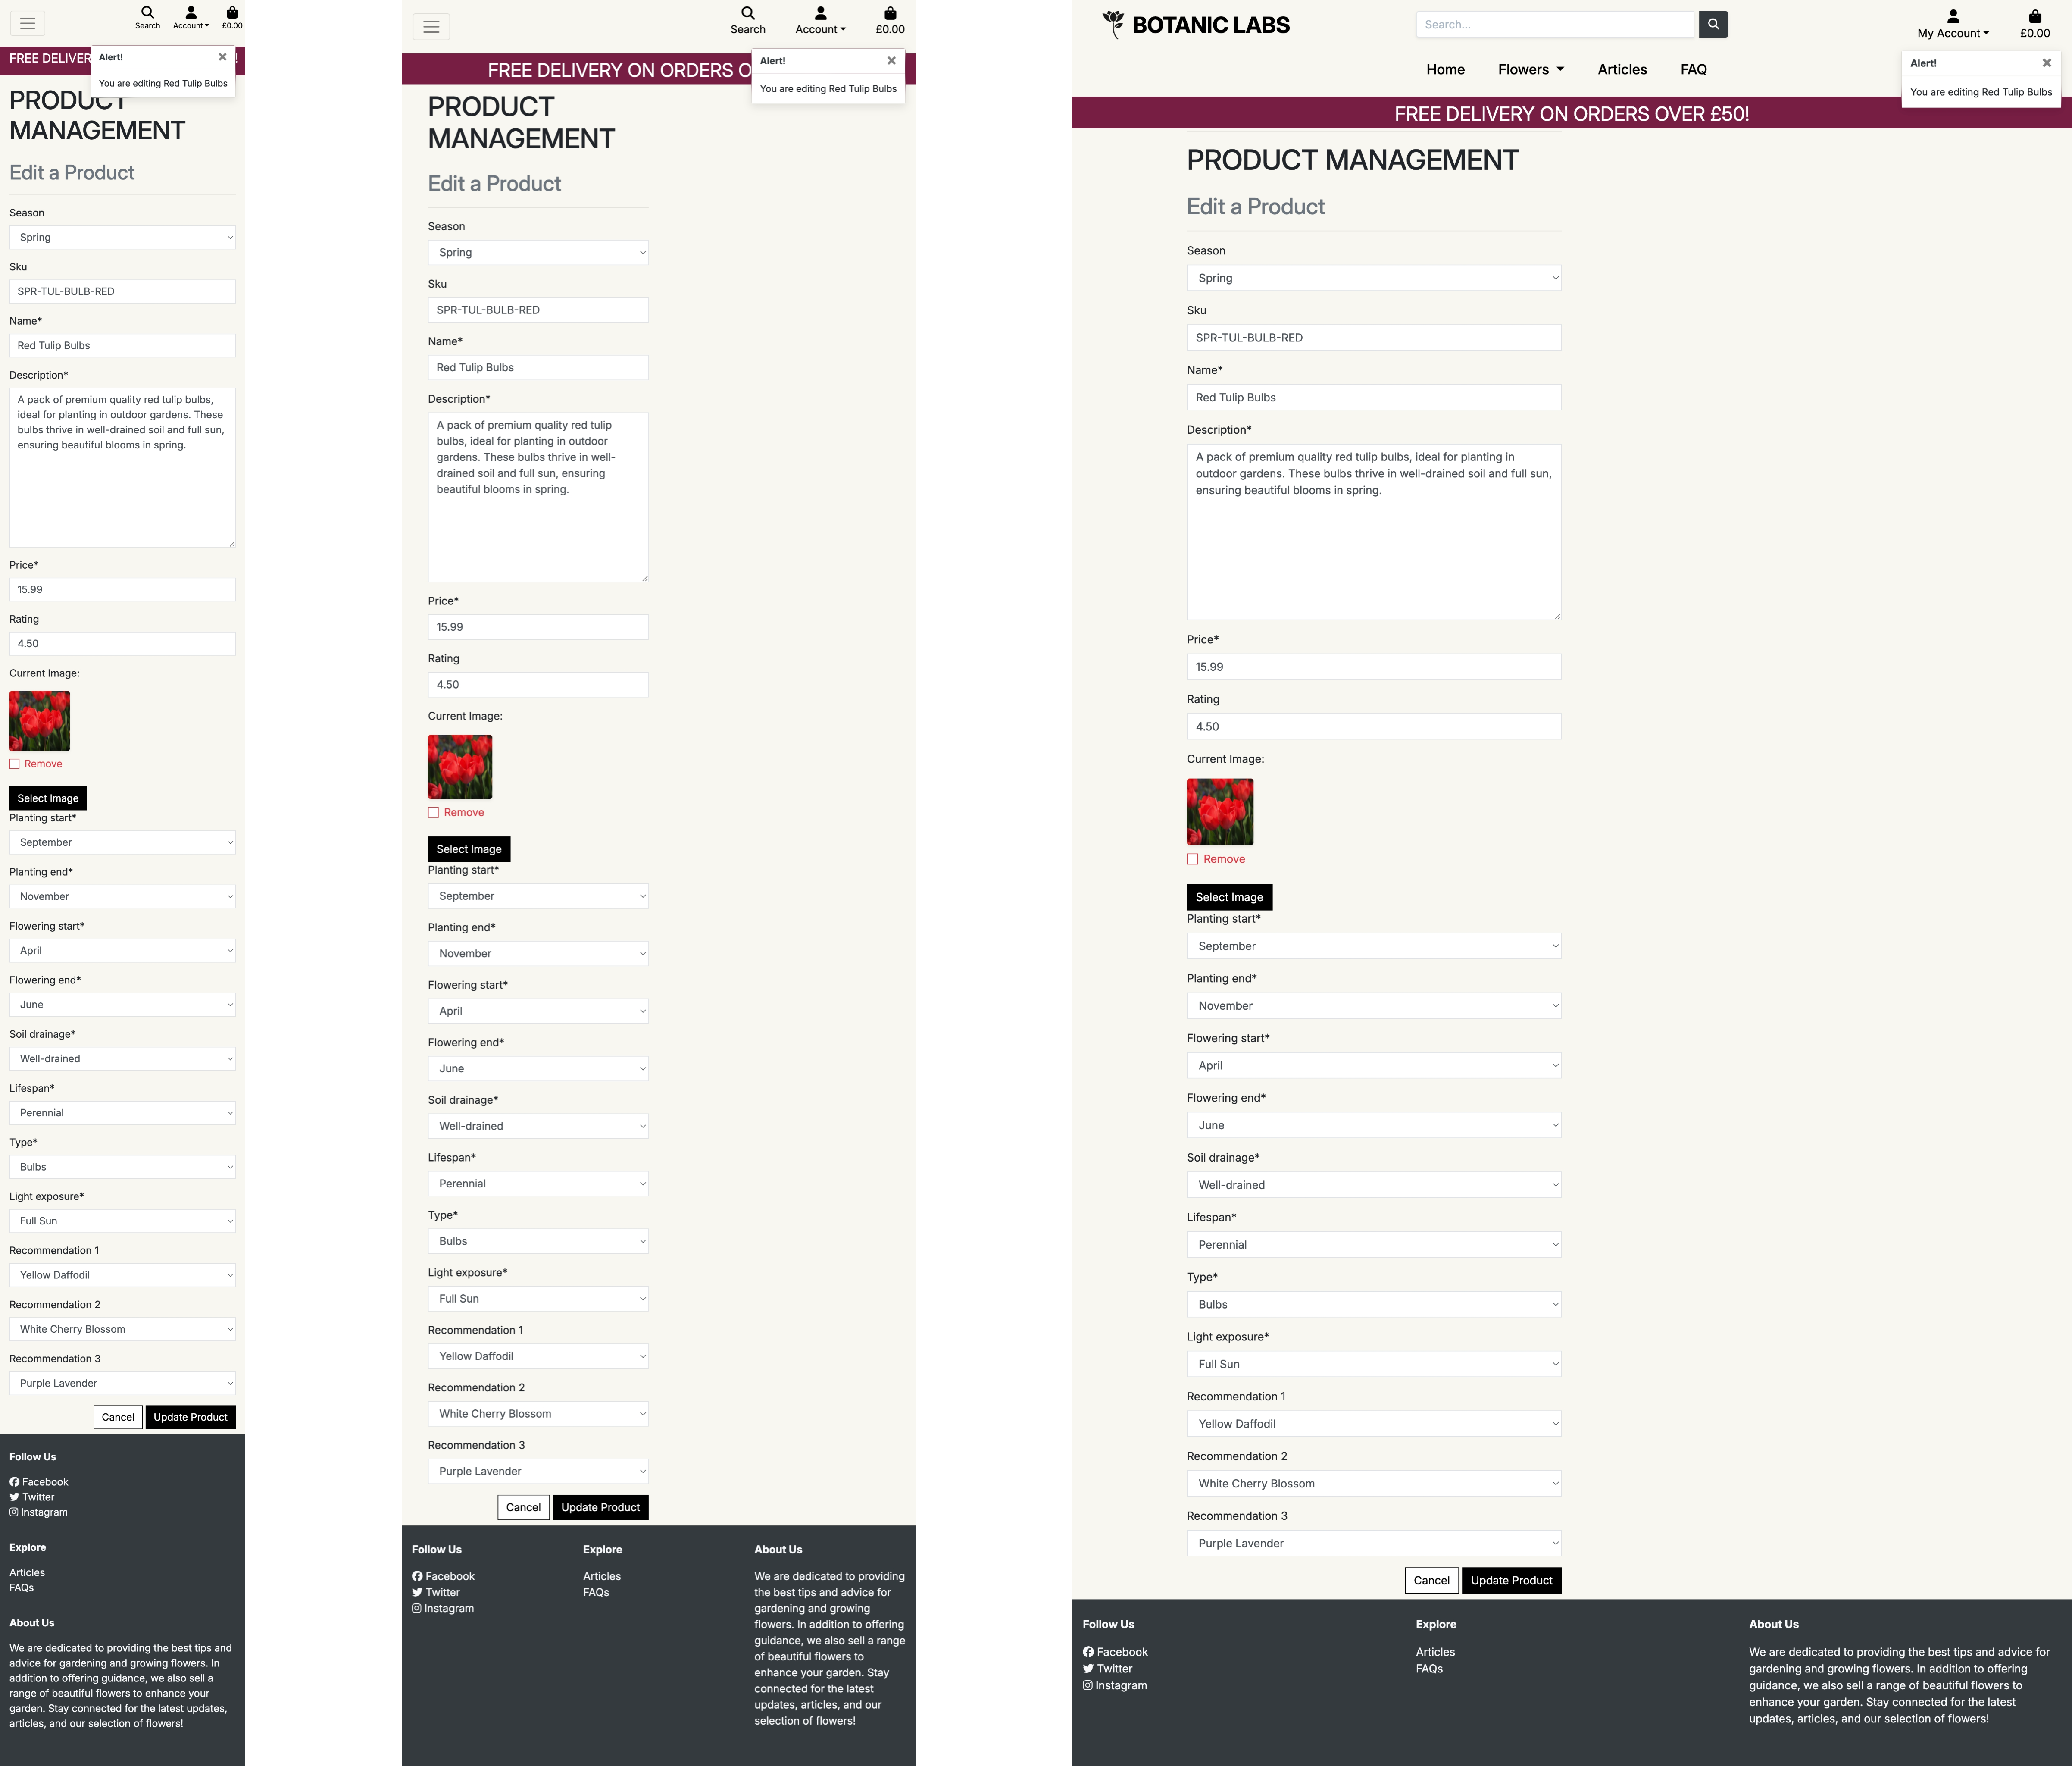 Search
Account
£0.00
FREE DELIVER
!
Alert!
×
You are editing Red Tulip Bulbs
PRODUCT
MANAGEMENT
Edit a Product
Season
Spring
Sku
SPR-TUL-BULB-RED
Name*
Red Tulip Bulbs
Description*
A pack of premium quality red tulip bulbs,
ideal for planting in outdoor gardens. These
bulbs thrive in well-drained soil and full sun,
ensuring beautiful blooms in spring.
Price*
15.99
Rating
4.50
Current Image:
Remove
Select Image
Planting start*
September
Planting end*
November
Flowering start*
April
Flowering end*
June
Soil drainage*
Well-drained
Lifespan*
Perennial
Type*
Bulbs
Light exposure*
Full Sun
Recommendation 1
Yellow Daffodil
Recommendation 2
White Cherry Blossom
Recommendation 3
Purple Lavender
Cancel
Update Product
Follow Us
Facebook
Twitter
Instagram
Explore
Articles
FAQs
About Us
We are dedicated to providing the best tips and
advice for gardening and growing flowers. In
addition to offering guidance, we also sell a
range of beautiful flowers to enhance your
garden. Stay connected for the latest updates,
articles, and our selection of flowers!
Search
Account
£0.00
FREE DELIVERY ON ORDERS O
Alert!
×
You are editing Red Tulip Bulbs
PRODUCT
MANAGEMENT
Edit a Product
Season
Spring
Sku
SPR-TUL-BULB-RED
Name*
Red Tulip Bulbs
Description*
A pack of premium quality red tulip
bulbs, ideal for planting in outdoor
gardens. These bulbs thrive in well-
drained soil and full sun, ensuring
beautiful blooms in spring.
Price*
15.99
Rating
4.50
Current Image:
Remove
Select Image
Planting start*
September
Planting end*
November
Flowering start*
April
Flowering end*
June
Soil drainage*
Well-drained
Lifespan*
Perennial
Type*
Bulbs
Light exposure*
Full Sun
Recommendation 1
Yellow Daffodil
Recommendation 2
White Cherry Blossom
Recommendation 3
Purple Lavender
Cancel
Update Product
Follow Us
Facebook
Twitter
Instagram
Explore
Articles
FAQs
About Us
We are dedicated to providing
the best tips and advice for
gardening and growing
flowers. In addition to offering
guidance, we also sell a range
of beautiful flowers to
enhance your garden. Stay
connected for the latest
updates, articles, and our
selection of flowers!
BOTANIC LABS
Search...
My Account
£0.00
Home
Flowers
Articles
FAQ
Alert!
×
You are editing Red Tulip Bulbs
FREE DELIVERY ON ORDERS OVER £50!
PRODUCT MANAGEMENT
Edit a Product
Season
Spring
Sku
SPR-TUL-BULB-RED
Name*
Red Tulip Bulbs
Description*
A pack of premium quality red tulip bulbs, ideal for planting in
outdoor gardens. These bulbs thrive in well-drained soil and full sun,
ensuring beautiful blooms in spring.
Price*
15.99
Rating
4.50
Current Image:
Remove
Select Image
Planting start*
September
Planting end*
November
Flowering start*
April
Flowering end*
June
Soil drainage*
Well-drained
Lifespan*
Perennial
Type*
Bulbs
Light exposure*
Full Sun
Recommendation 1
Yellow Daffodil
Recommendation 2
White Cherry Blossom
Recommendation 3
Purple Lavender
Cancel
Update Product
Follow Us
Facebook
Twitter
Instagram
Explore
Articles
FAQs
About Us
We are dedicated to providing the best tips and advice for
gardening and growing flowers. In addition to offering
guidance, we also sell a range of beautiful flowers to
enhance your garden. Stay connected for the latest
updates, articles, and our selection of flowers!